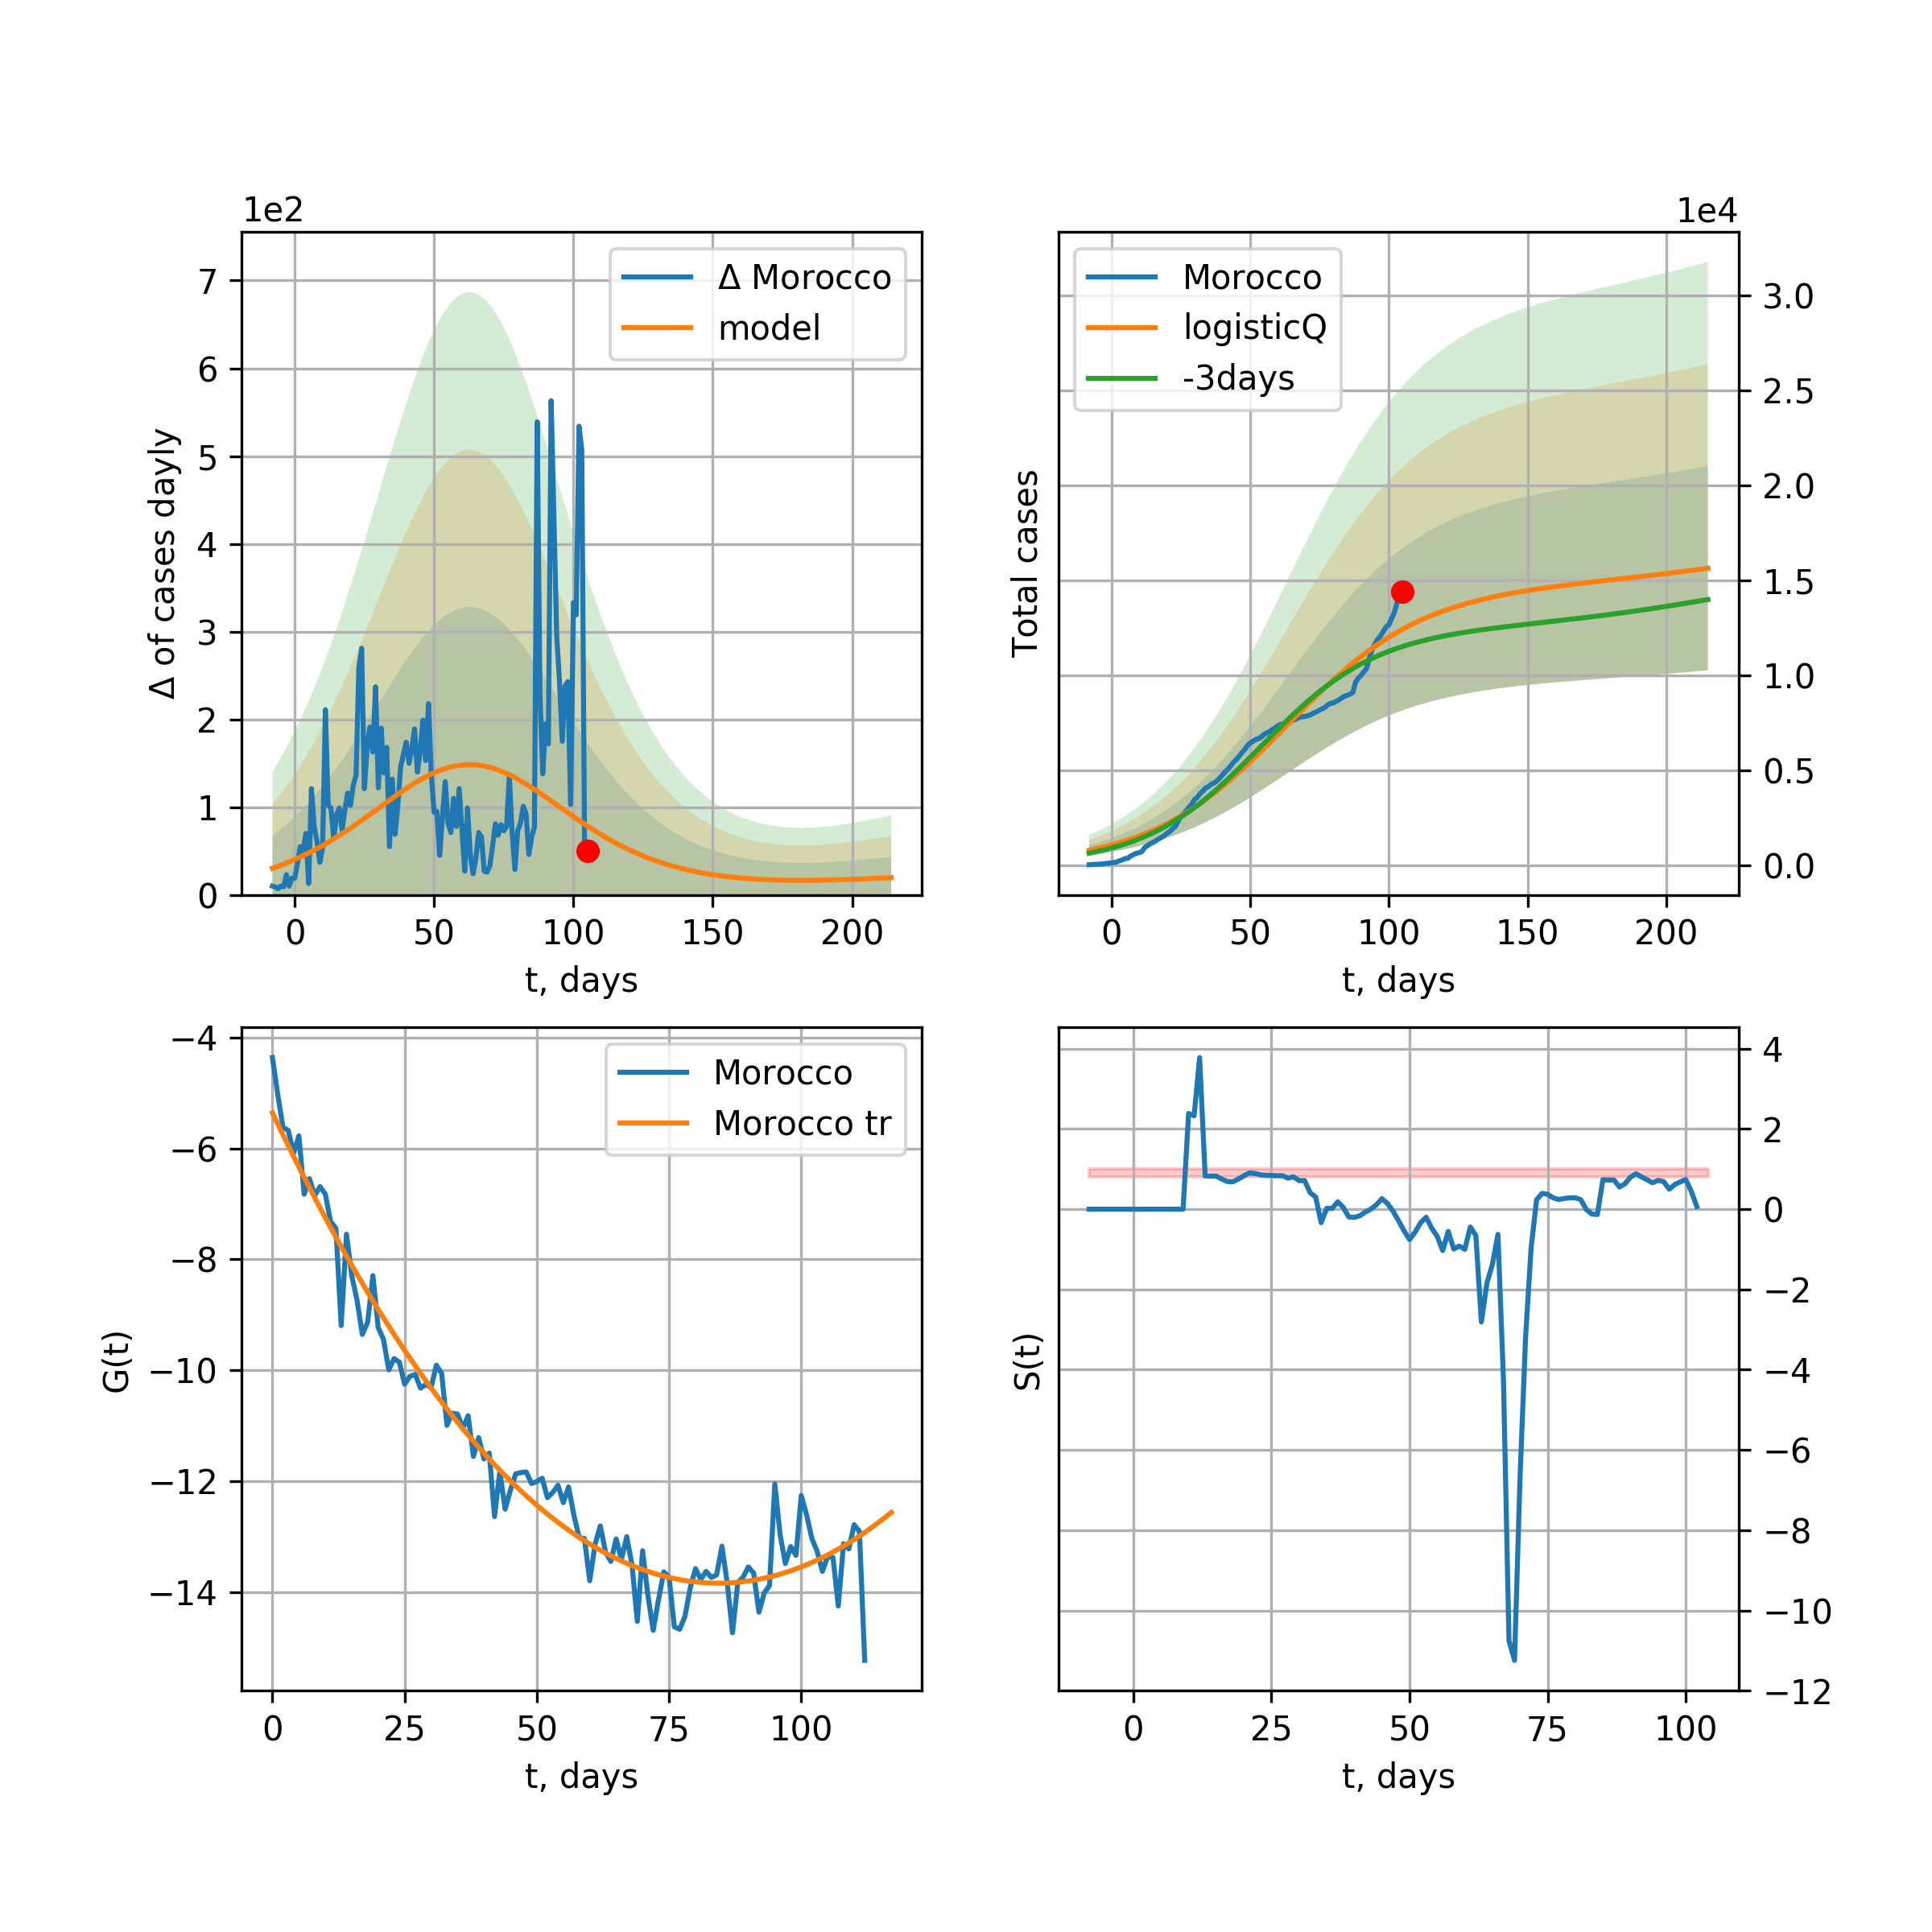 1e2
Δ of cases dayly
7
6
5
4
3
2
1
0
0 50 100 150 200
t, days
Δ Morocco
model
1e4
Total cases
3.0
2.5
2.0
1.5
1.0
0.5
0.0
0 50 100 150 200
t, days
Morocco
logisticQ
-3days
G(t)
−4
−6
−8
−10
−12
−14
0 25 50 75 100
t, days
Morocco
Morocco tr
S(t)
4
2
0
−2
−4
−6
−8
−10
−12
0 25 50 75 100
t, days